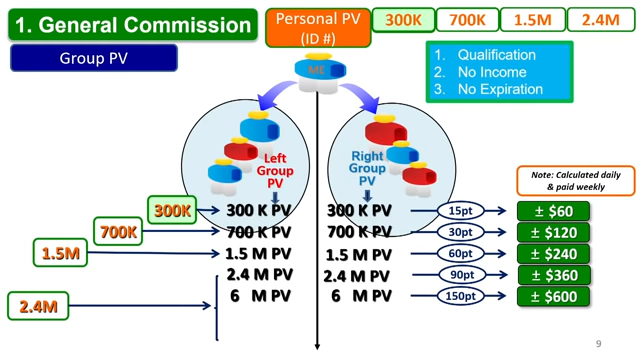 1. General Commission
Personal PV
(ID #)
300K
700K
1.5M
2.4M
Group PV
1. Qualification
2. No Income
3. No Expiration
ME
Left
Group
PV
Right
Group
PV
Note: Calculated daily
& paid weekly
300K 300 K PV 300 K PV 15pt ± $60
700K 700 K PV 700 K PV 30pt ± $120
1.5M 1.5 M PV 1.5 M PV 60pt ± $240
2.4 M PV 2.4 M PV 90pt ± $360
2.4M 6 M PV 6 M PV 150pt ± $600
9